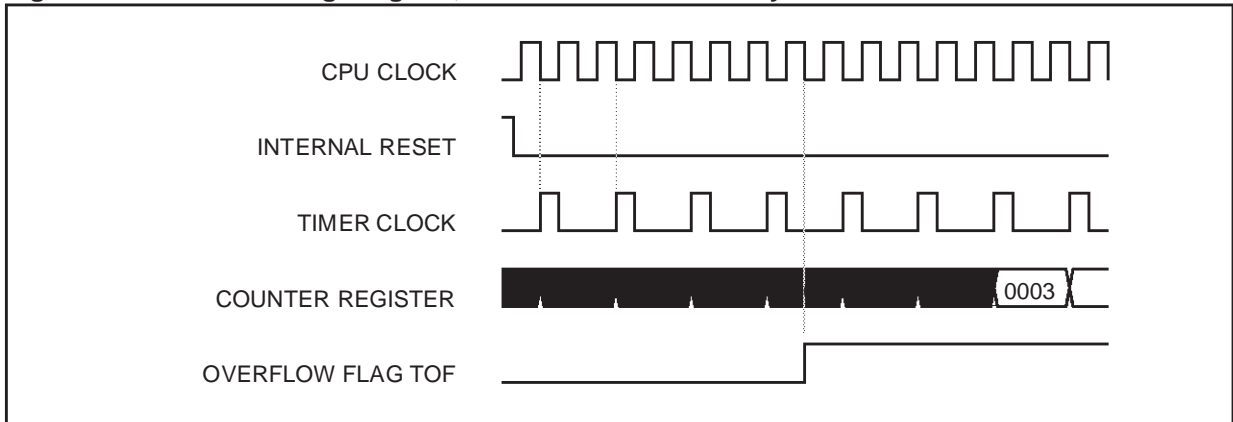 CPU CLOCK
INTERNAL RESET
TIMER CLOCK
COUNTER REGISTER
0003
OVERFLOW FLAG TOF